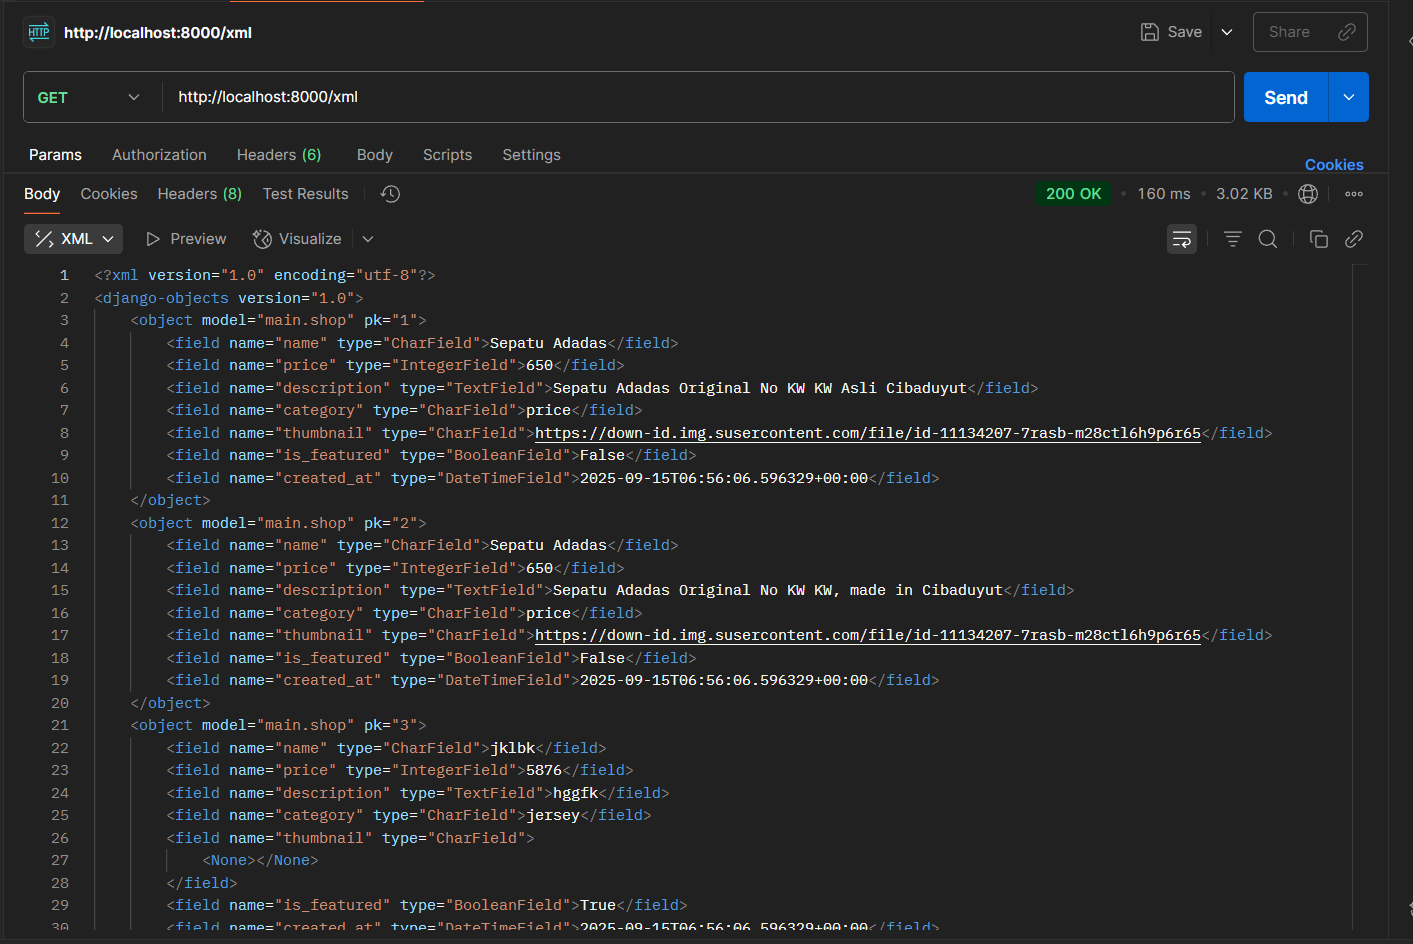 HTTP http://localhost:8000/xml Save Share
GET http://localhost:8000/xml Send
Params Authorization Headers (6) Body Scripts Settings Cookies
Body Cookies Headers (8) Test Results 200 OK • 160 ms • 3.02 KB •
XML Preview Visualize
1 <?xml version="1.0" encoding="utf-8"?>
2 <django-objects version="1.0">
3 <object model="main.shop" pk="1">
4 <field name="name" type="CharField">Sepatu Adadas</field>
5 <field name="price" type="IntegerField">650</field>
6 <field name="description" type="TextField">Sepatu Adadas Original No KW KW Asli Cibaduyut</field>
7 <field name="category" type="CharField">price</field>
8 <field name="thumbnail" type="CharField">https://down-id.img.susercontent.com/file/id-11134207-7rasb-m28ctl6h9p6r65</field>
9 <field name="is_featured" type="BooleanField">False</field>
10 <field name="created_at" type="DateTimeField">2025-09-15T06:56:06.596329+00:00</field>
11 </object>
12 <object model="main.shop" pk="2">
13 <field name="name" type="CharField">Sepatu Adadas</field>
14 <field name="price" type="IntegerField">650</field>
15 <field name="description" type="TextField">Sepatu Adadas Original No KW KW, made in Cibaduyut</field>
16 <field name="category" type="CharField">price</field>
17 <field name="thumbnail" type="CharField">https://down-id.img.susercontent.com/file/id-11134207-7rasb-m28ctl6h9p6r65</field>
18 <field name="is_featured" type="BooleanField">False</field>
19 <field name="created_at" type="DateTimeField">2025-09-15T06:56:06.596329+00:00</field>
20 </object>
21 <object model="main.shop" pk="3">
22 <field name="name" type="CharField">jklbk</field>
23 <field name="price" type="IntegerField">5876</field>
24 <field name="description" type="TextField">hggfk</field>
25 <field name="category" type="CharField">jersey</field>
26 <field name="thumbnail" type="CharField">
27 <None></None>
28 </field>
29 <field name="is_featured" type="BooleanField">True</field>
30 <field name="created_at" type="DateTimeField">2025-09-15T06:56:06.596329+00:00</field>